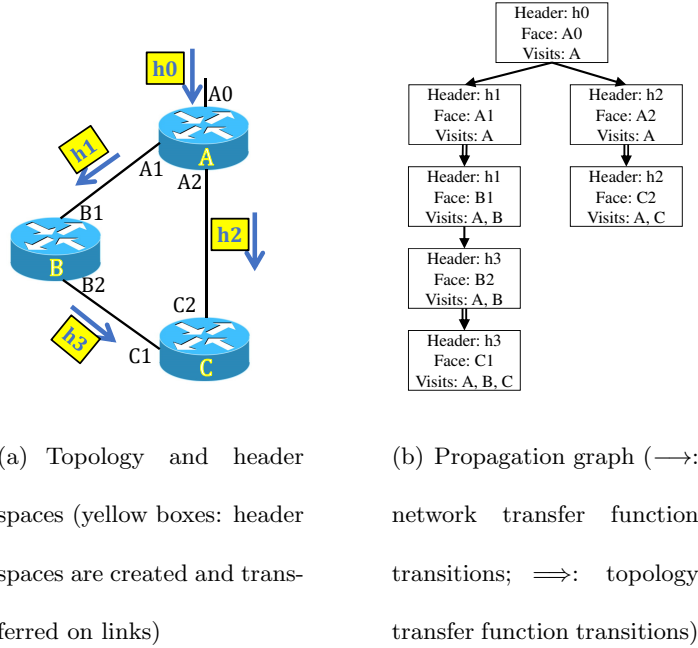 h0
A0
A
h1
A1
A2
B1
B
h2
B2
C2
h3
C1
C
Header: h0
Face: A0
Visits: A
Header: h1
Face: A1
Visits: A
Header: h2
Face: A2
Visits: A
Header: h1
Face: B1
Visits: A, B
Header: h2
Face: C2
Visits: A, C
Header: h3
Face: B2
Visits: A, B
Header: h3
Face: C1
Visits: A, B, C
(a) Topology and header
spaces (yellow boxes: header
spaces are created and trans-
ferred on links)
(b) Propagation graph (⟶:
network transfer function
transitions; ⟹: topology
transfer function transitions)